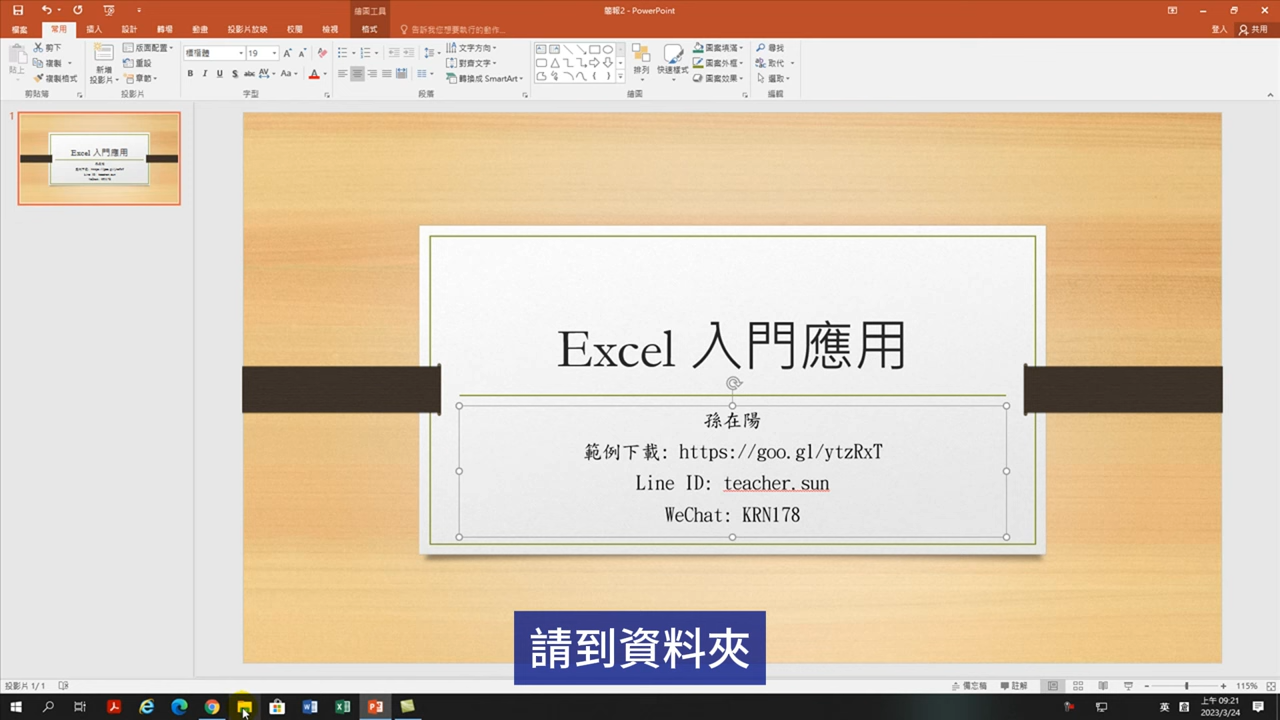 簡報2 - PowerPoint
繪圖工具
檔案 常用 插入 設計 轉場 動畫 投影片放映 校閱 檢視 格式 告訴我您想要執行的動作... 登入 共用
貼上 剪下 複製 複製格式 剪貼簿
新增投影片 版面配置 重設 章節 投影片
標楷體 19 字型
文字方向 對齊文字 轉換成 SmartArt 段落
排列 快速樣式 圖案填滿 圖案外框 圖案效果 繪圖
尋找 取代 選取 編輯
1
Excel 入門應用
孫在陽
範例下載: https://goo.gl/ytzRxT
Line ID: teacher.sun
WeChat: KRN178
請到資料夾
投影片 1/1 備忘稿 註解 115%
英 上午 09:21
2023/3/24